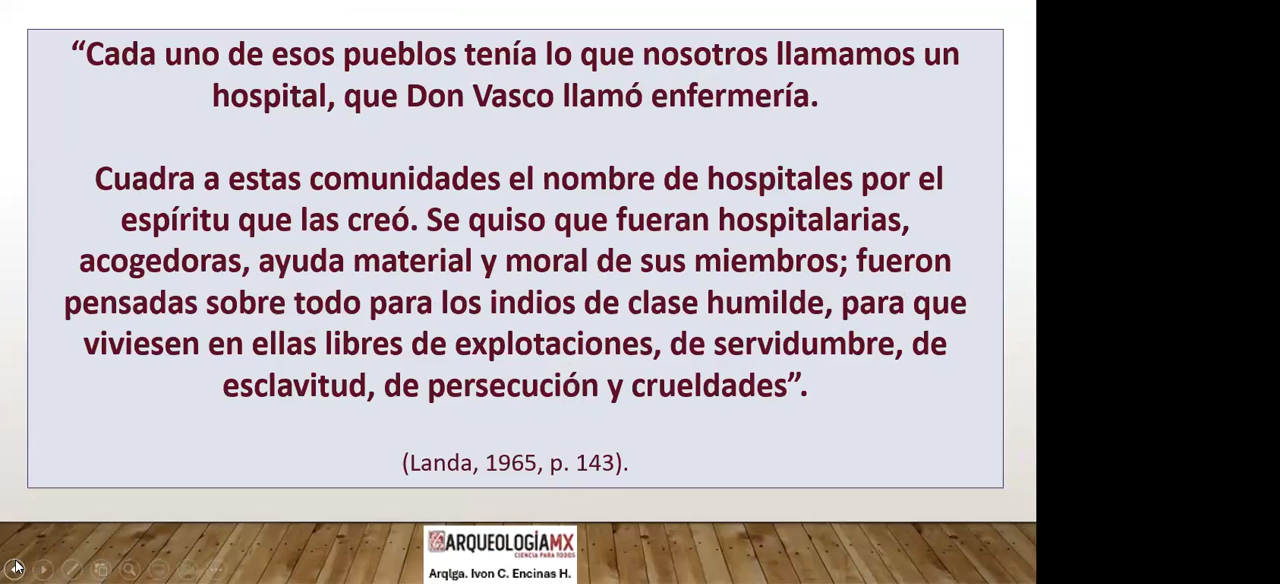 “Cada uno de esos pueblos tenía lo que nosotros llamamos un
hospital, que Don Vasco llamó enfermería.
Cuadra a estas comunidades el nombre de hospitales por el
espíritu que las creó. Se quiso que fueran hospitalarias,
acogedoras, ayuda material y moral de sus miembros; fueron
pensadas sobre todo para los indios de clase humilde, para que
viviesen en ellas libres de explotaciones, de servidumbre, de
esclavitud, de persecución y crueldades”.
(Landa, 1965, p. 143).
ARQUEOLOGÍAMX
CIENCIA PARA TODOS
Arqlga. Ivon C. Encinas H.